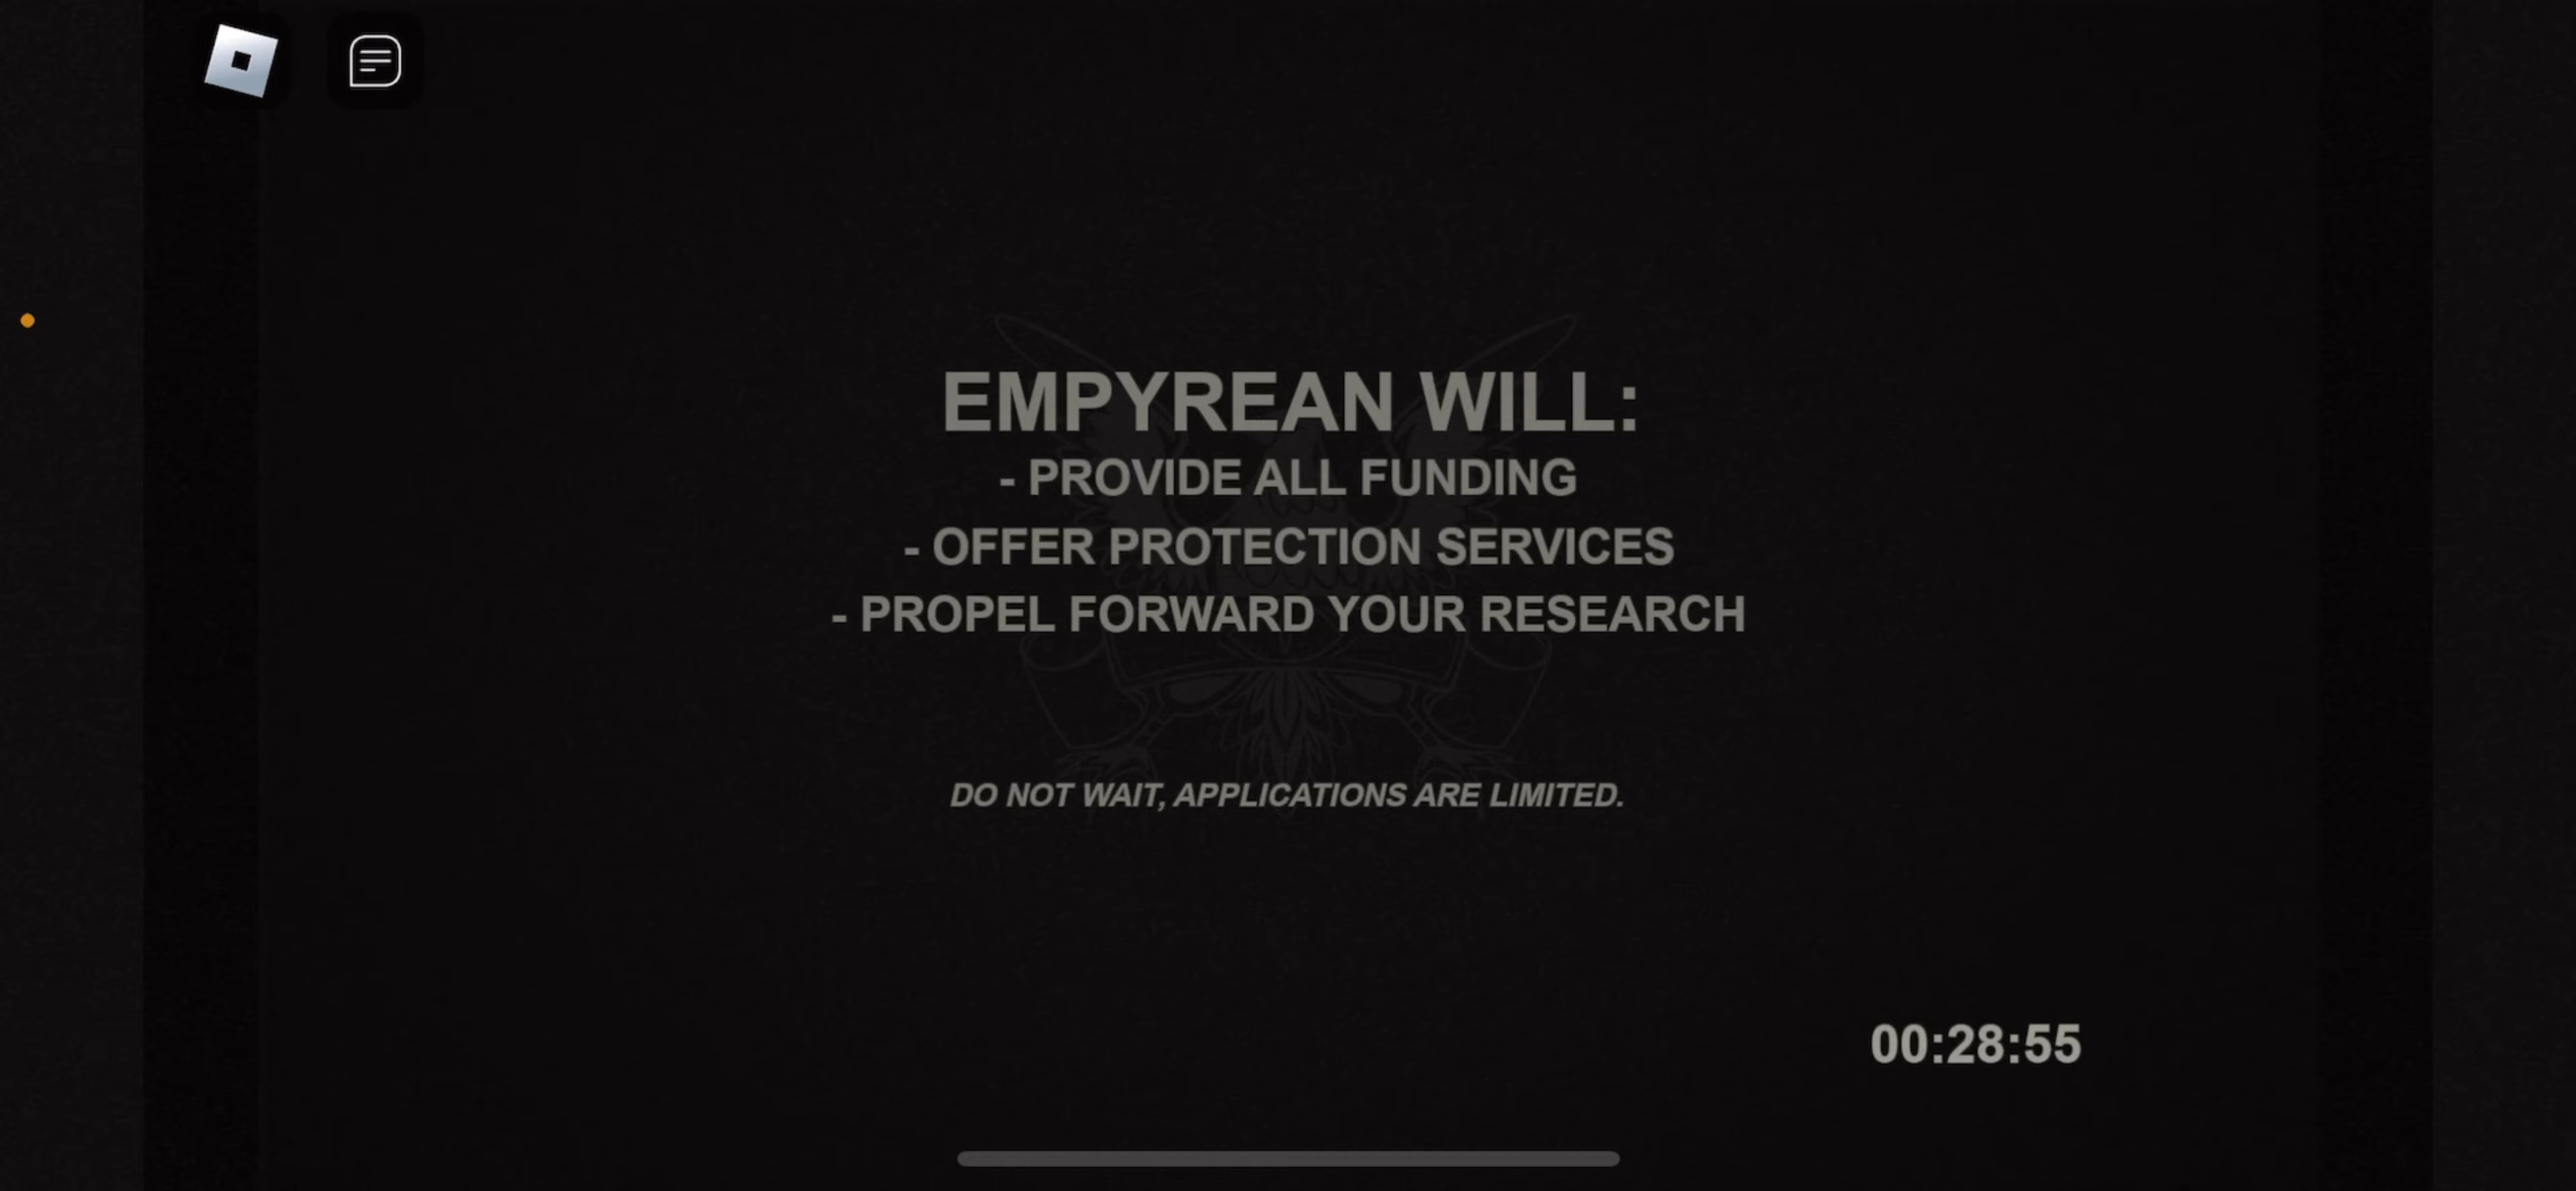 EMPYREAN WILL:
- PROVIDE ALL FUNDING
- OFFER PROTECTION SERVICES
- PROPEL FORWARD YOUR RESEARCH
DO NOT WAIT, APPLICATIONS ARE LIMITED.
00:28:55